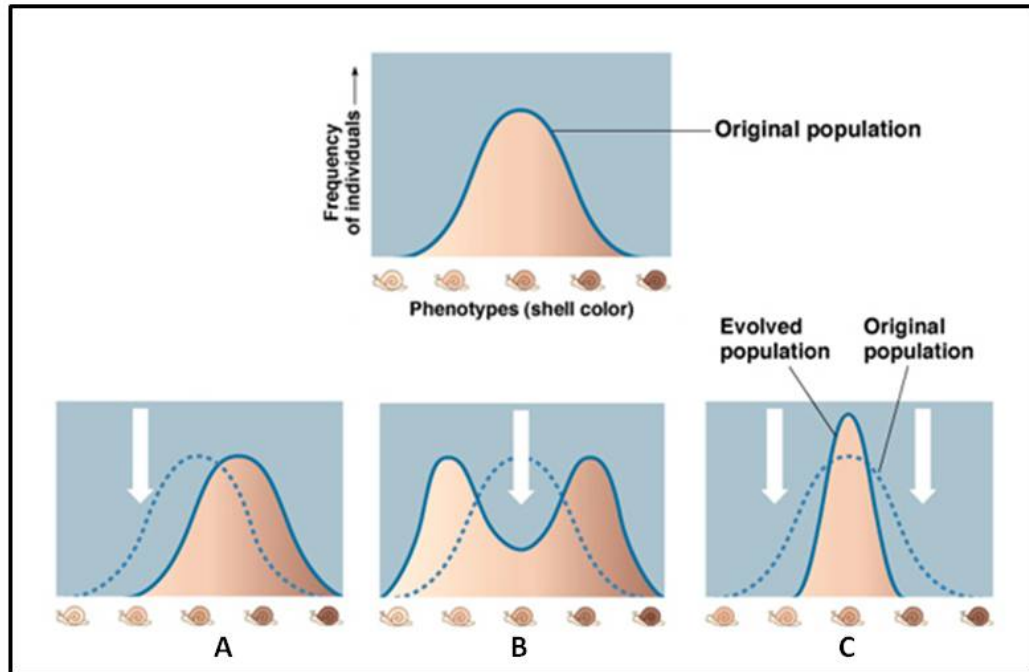 Frequency
of individuals
Original population
Phenotypes (shell color)
Evolved
population
Original
population
A
B
C